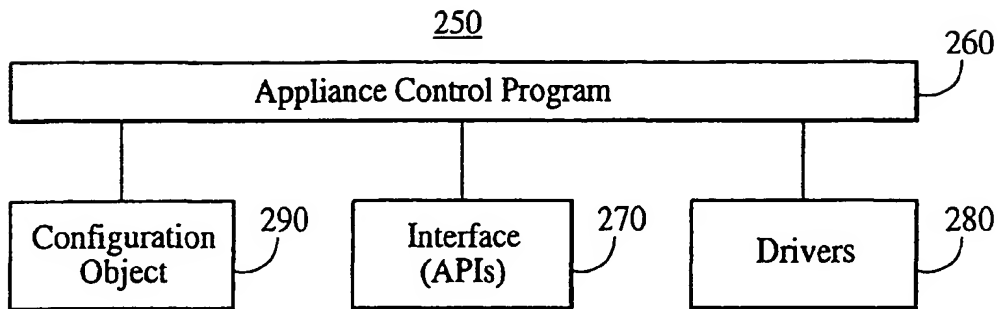 250
260
Appliance Control Program
290
Configuration
Object
270
Interface
(APIs)
280
Drivers